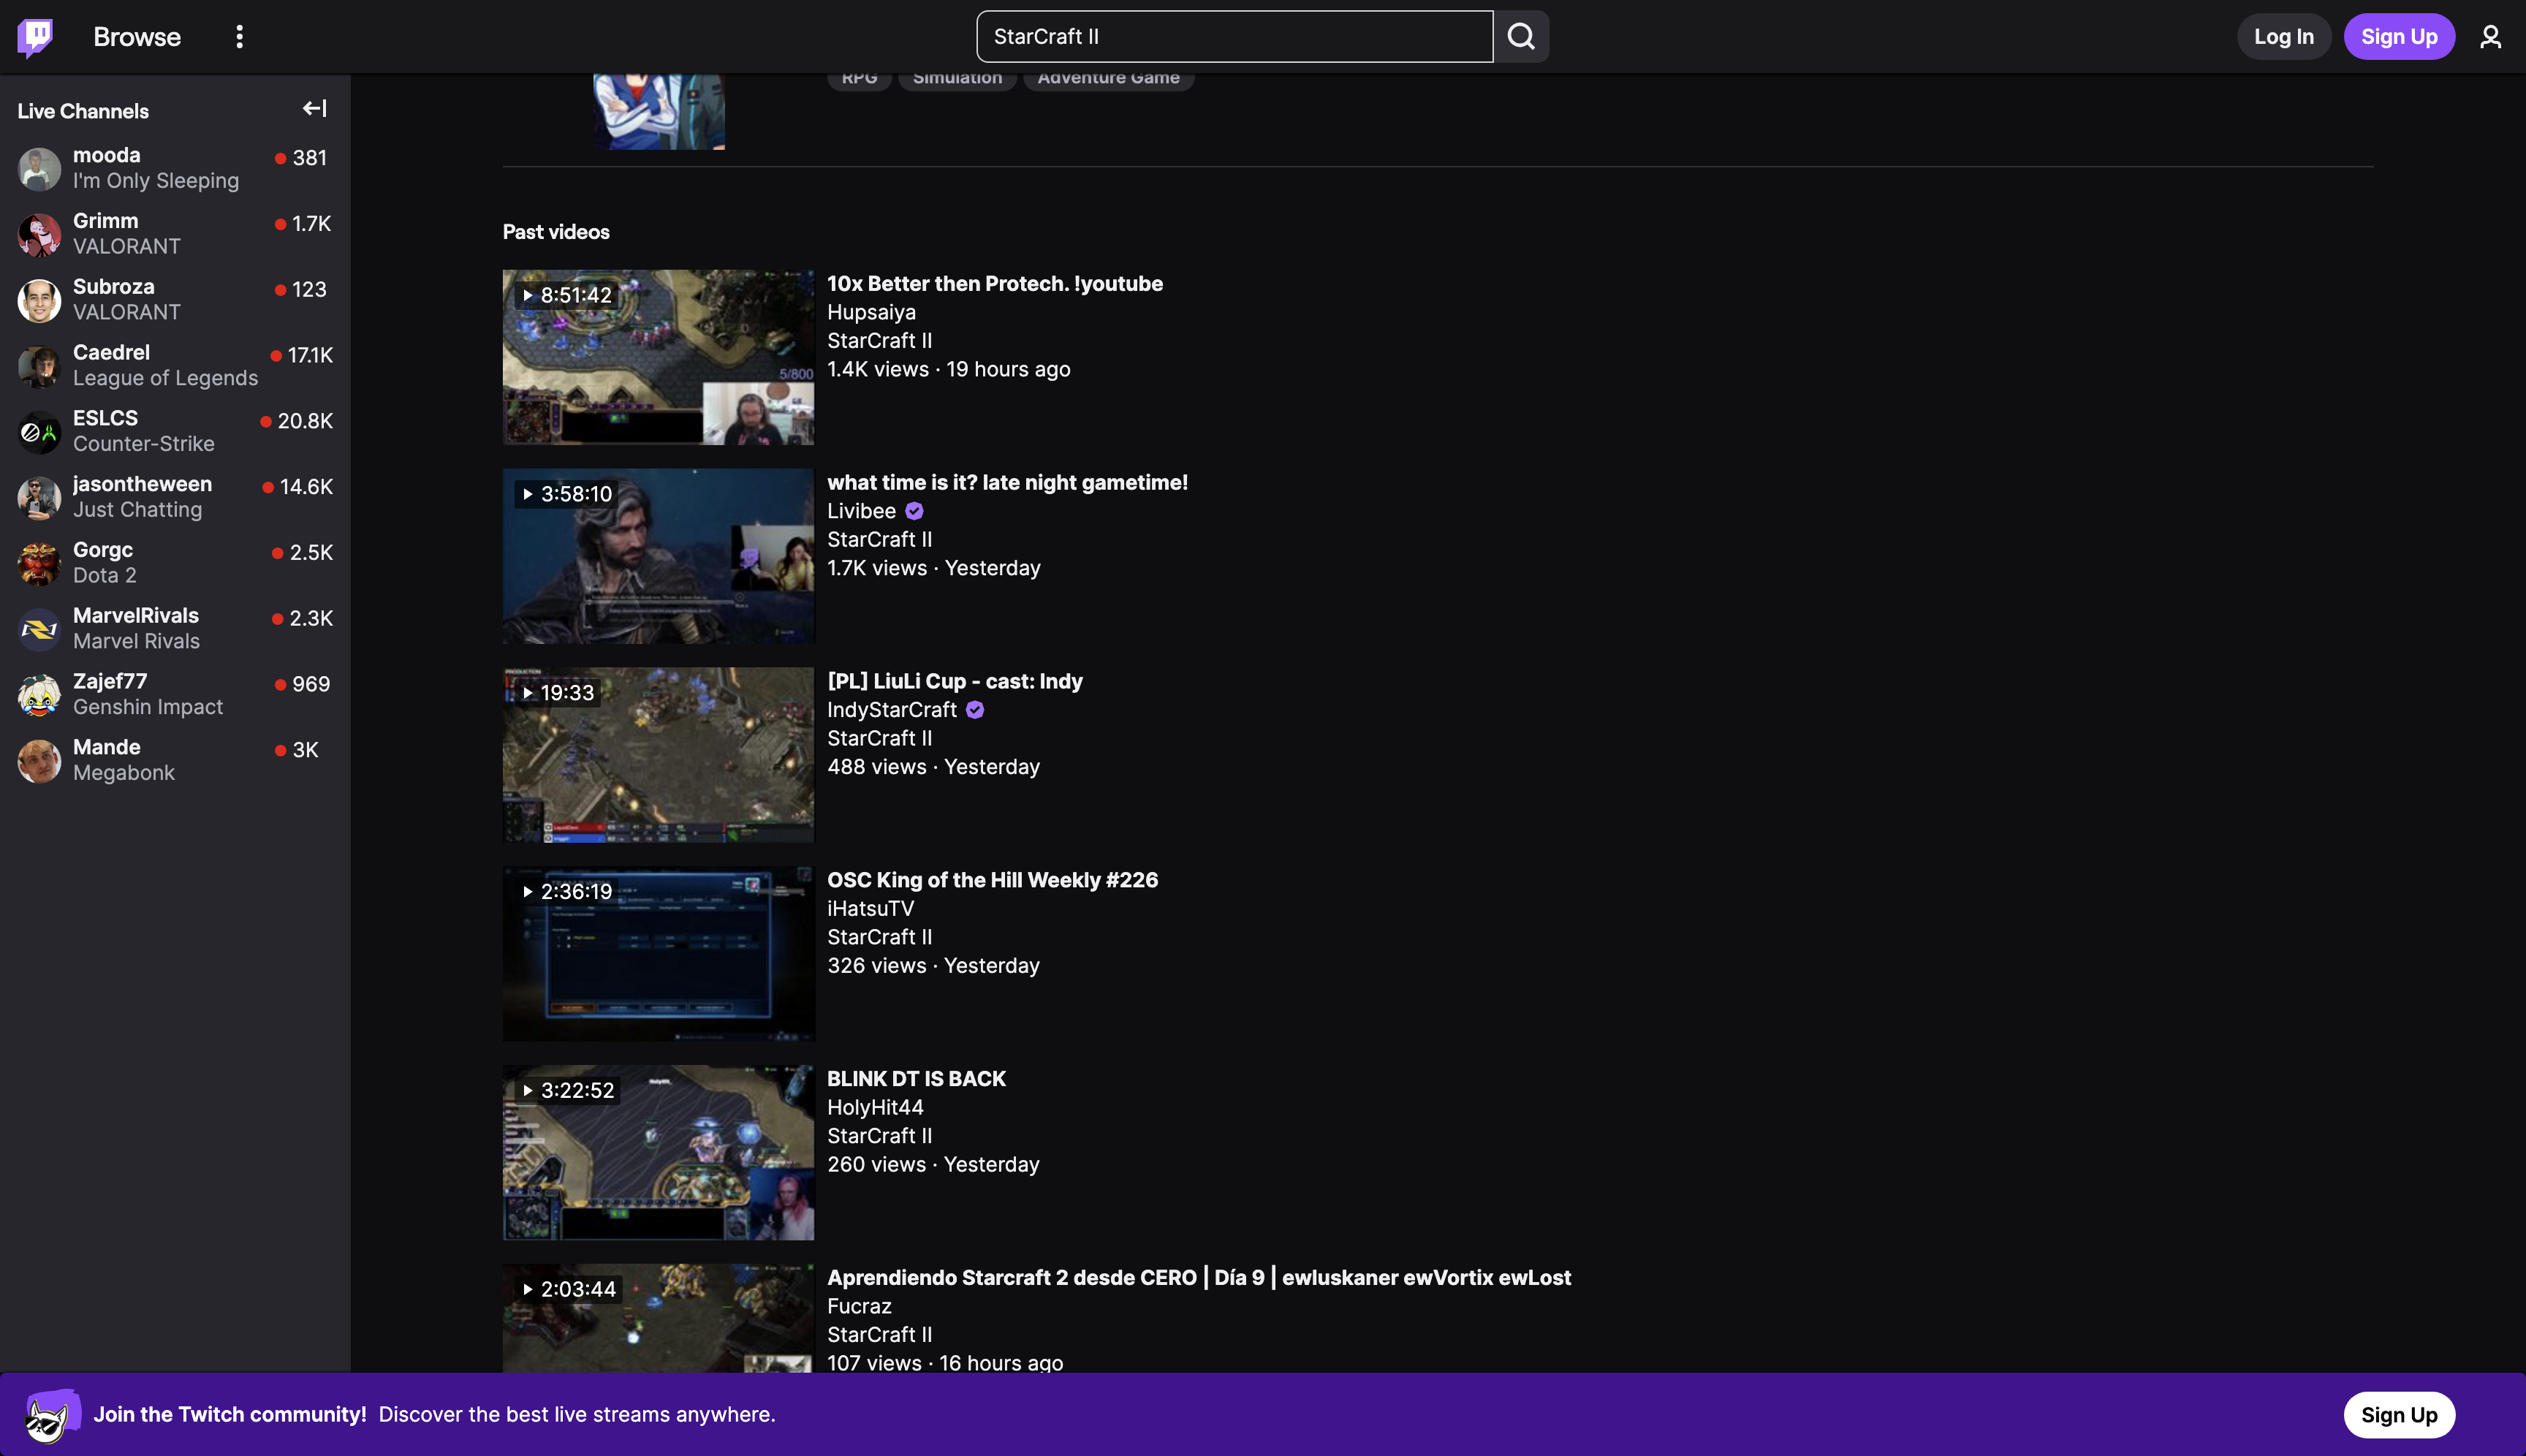 Browse
StarCraft II
Log In
Sign Up
Live Channels
mooda
381
I'm Only Sleeping
Grimm
1.7K
VALORANT
Subroza
123
VALORANT
Caedrel
17.1K
League of Legends
ESLCS
20.8K
Counter-Strike
jasontheween
14.6K
Just Chatting
Gorgc
2.5K
Dota 2
MarvelRivals
2.3K
Marvel Rivals
Zajef77
969
Genshin Impact
Mande
3K
Megabonk
RPG
Simulation
Adventure Game
Past videos
8:51:42
5/800
10x Better then Protech. !youtube
Hupsaiya
StarCraft II
1.4K views · 19 hours ago
3:58:10
what time is it? late night gametime!
Livibee
StarCraft II
1.7K views · Yesterday
PRODUCTION
19:33
[PL] LiuLi Cup - cast: Indy
IndyStarCraft
StarCraft II
488 views · Yesterday
2:36:19
OSC King of the Hill Weekly #226
iHatsuTV
StarCraft II
326 views · Yesterday
3:22:52
BLINK DT IS BACK
HolyHit44
StarCraft II
260 views · Yesterday
2:03:44
Aprendiendo Starcraft 2 desde CERO | Día 9 | ewluskaner ewVortix ewLost
Fucraz
StarCraft II
107 views · 16 hours ago
Join the Twitch community! Discover the best live streams anywhere.
Sign Up